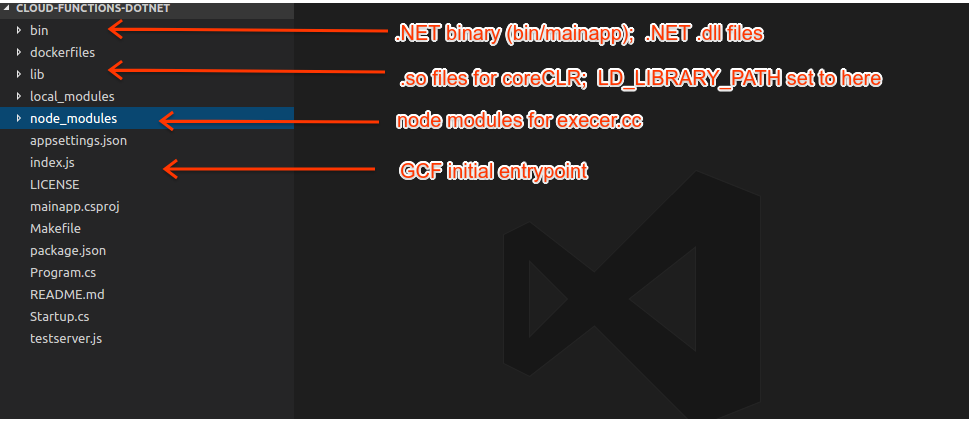 CLOUD-FUNCTIONS-DOTNET
bin
.NET binary (bin/mainapp); .NET .dll files
dockerfiles
lib
.so files for coreCLR; LD_LIBRARY_PATH set to here
local_modules
node_modules
node modules for execer.cc
appsettings.json
index.js
GCF initial entrypoint
LICENSE
mainapp.csproj
Makefile
package.json
Program.cs
README.md
Startup.cs
testserver.js